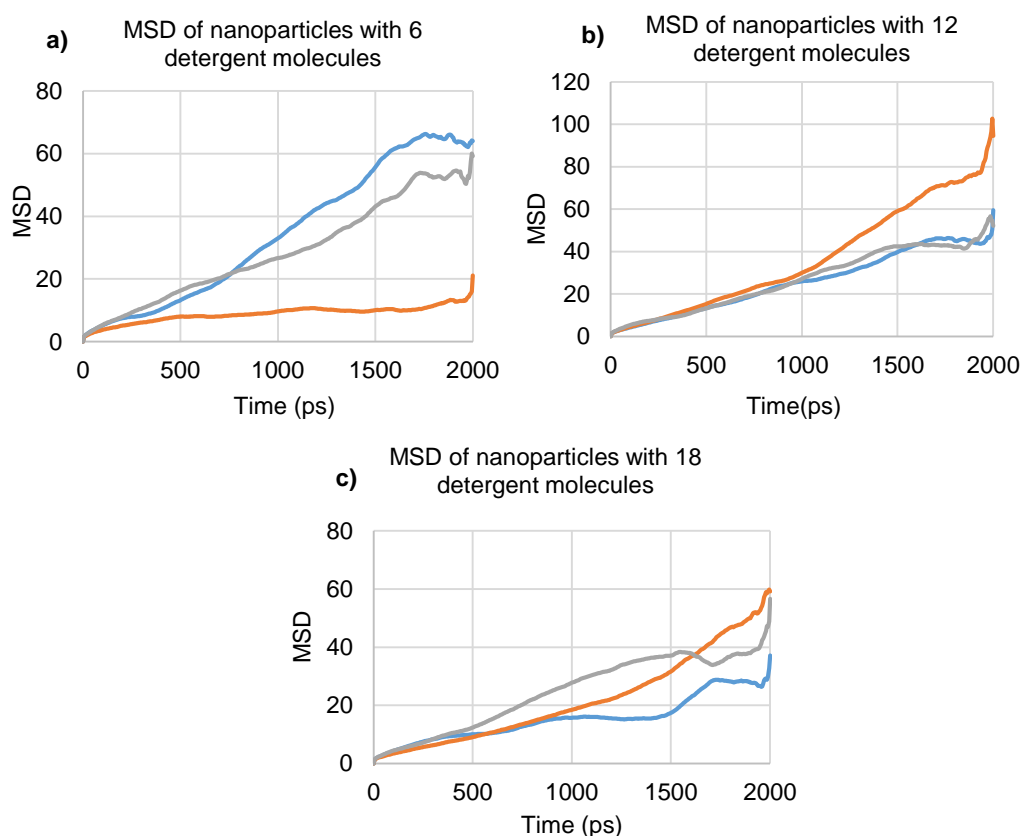 a)
MSD of nanoparticles with 6
detergent molecules
80
60
40
20
0
MSD
0 500 1000 1500 2000
Time (ps)
b)
MSD of nanoparticles with 12
detergent molecules
120
100
80
60
40
20
0
MSD
0 500 1000 1500 2000
Time(ps)
c)
MSD of nanoparticles with 18
detergent molecules
80
60
40
20
0
MSD
0 500 1000 1500 2000
Time (ps)